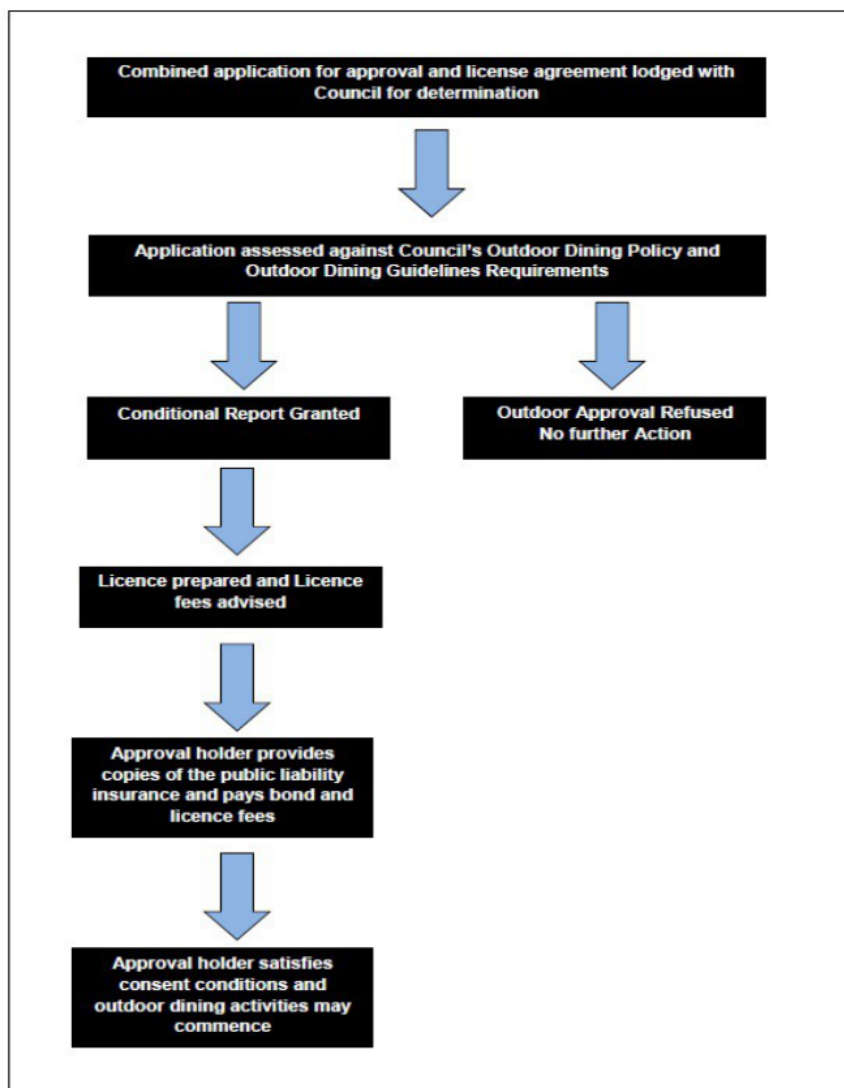 Combined application for approval and license agreement lodged with
Council for determination
Application assessed against Council's Outdoor Dining Policy and
Outdoor Dining Guidelines Requirements
Conditional Report Granted
Outdoor Approval Refused
No further Action
Licence prepared and Licence
fees advised
Approval holder provides
copies of the public liability
insurance and pays bond and
licence fees
Approval holder satisfies
consent conditions and
outdoor dining activities may
commence